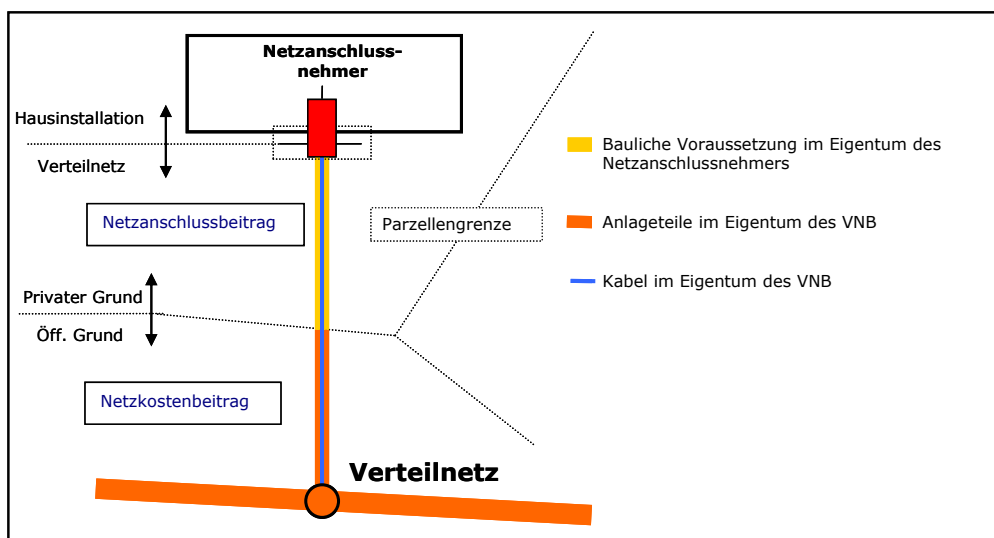 Netzanschluss-
nehmer
Hausinstallation
Verteilnetz
Netzanschlussbeitrag
Parzellengrenze
Privater Grund
Öff. Grund
Netzkostenbeitrag
Verteilnetz
Bauliche Voraussetzung im Eigentum des
Netzanschlussnehmers
Anlageteile im Eigentum des VNB
Kabel im Eigentum des VNB